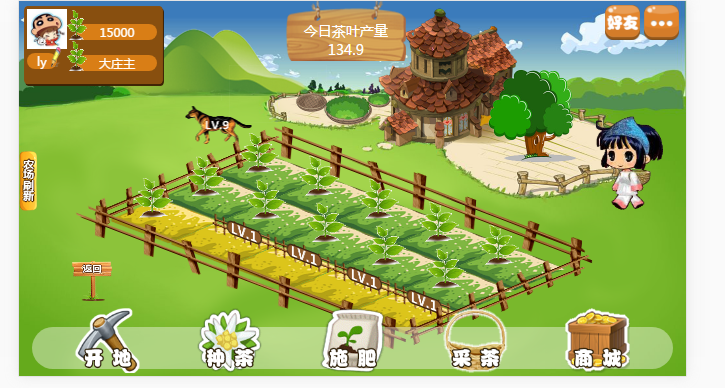 15000
ly
大庄主
今日茶叶产量
134.9
好友
LV.9
农场刷新
LV.1
LV.1
LV.1
LV.1
返回
开地
种茶
施肥
采茶
商城